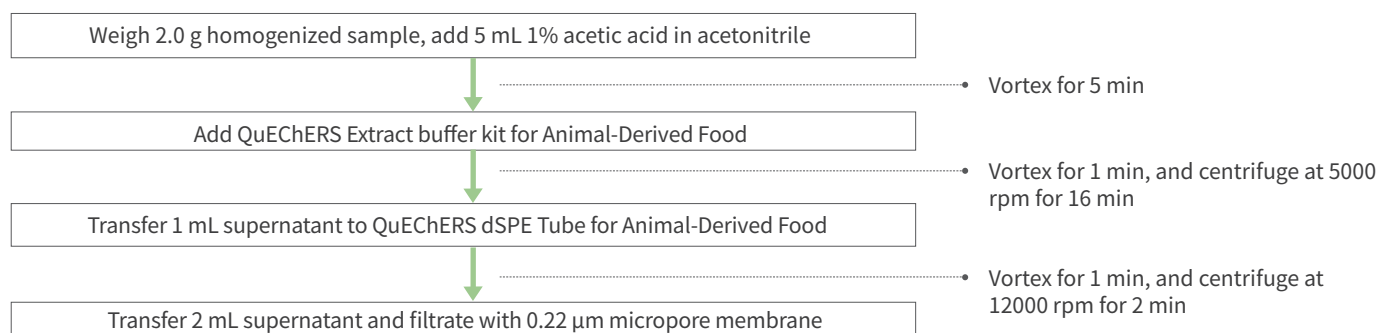 Weigh 2.0 g homogenized sample, add 5 mL 1% acetic acid in acetonitrile
Vortex for 5 min
Add QuEChERS Extract buffer kit for Animal-Derived Food
Vortex for 1 min, and centrifuge at 5000
rpm for 16 min
Transfer 1 mL supernatant to QuEChERS dSPE Tube for Animal-Derived Food
Vortex for 1 min, and centrifuge at
12000 rpm for 2 min
Transfer 2 mL supernatant and filtrate with 0.22 μm micropore membrane